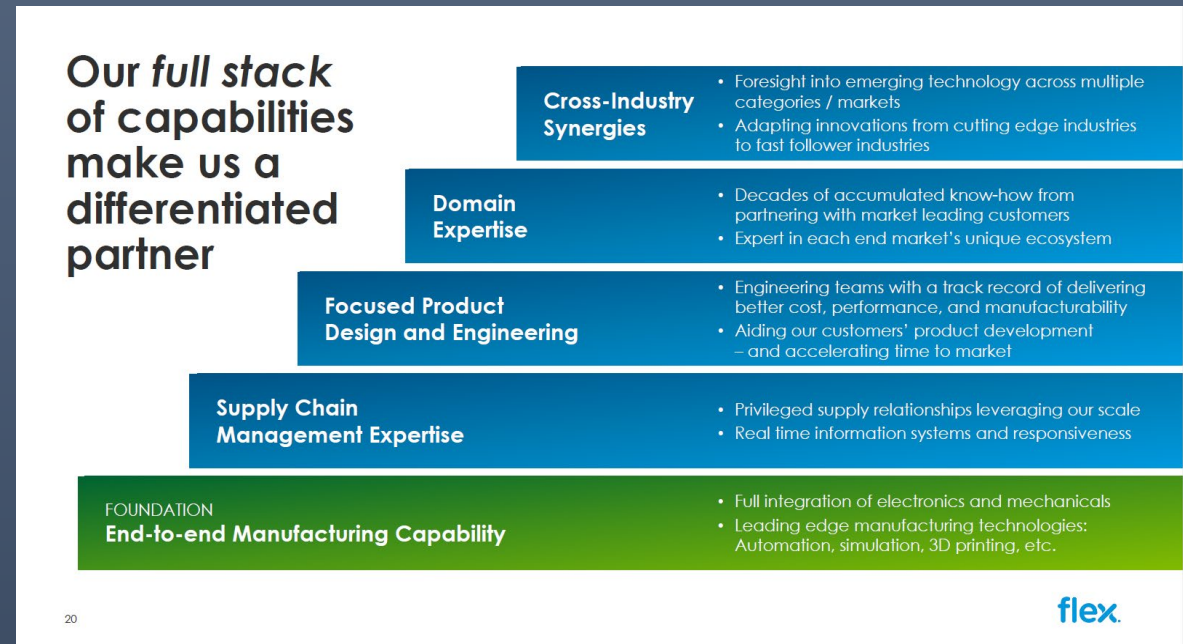 Our full stack
of capabilities
make us a
differentiated
partner
Cross-Industry
Synergies
• Foresight into emerging technology across multiple
categories / markets
• Adapting innovations from cutting edge industries
to fast follower industries
Domain
Expertise
• Decades of accumulated know-how from
partnering with market leading customers
• Expert in each end market's unique ecosystem
Focused Product
Design and Engineering
• Engineering teams with a track record of delivering
better cost, performance, and manufacturability
• Aiding our customers' product development
– and accelerating time to market
Supply Chain
Management Expertise
• Privileged supply relationships leveraging our scale
• Real time information systems and responsiveness
FOUNDATION
End-to-end Manufacturing Capability
• Full integration of electronics and mechanicals
• Leading edge manufacturing technologies:
Automation, simulation, 3D printing, etc.
20
flex.